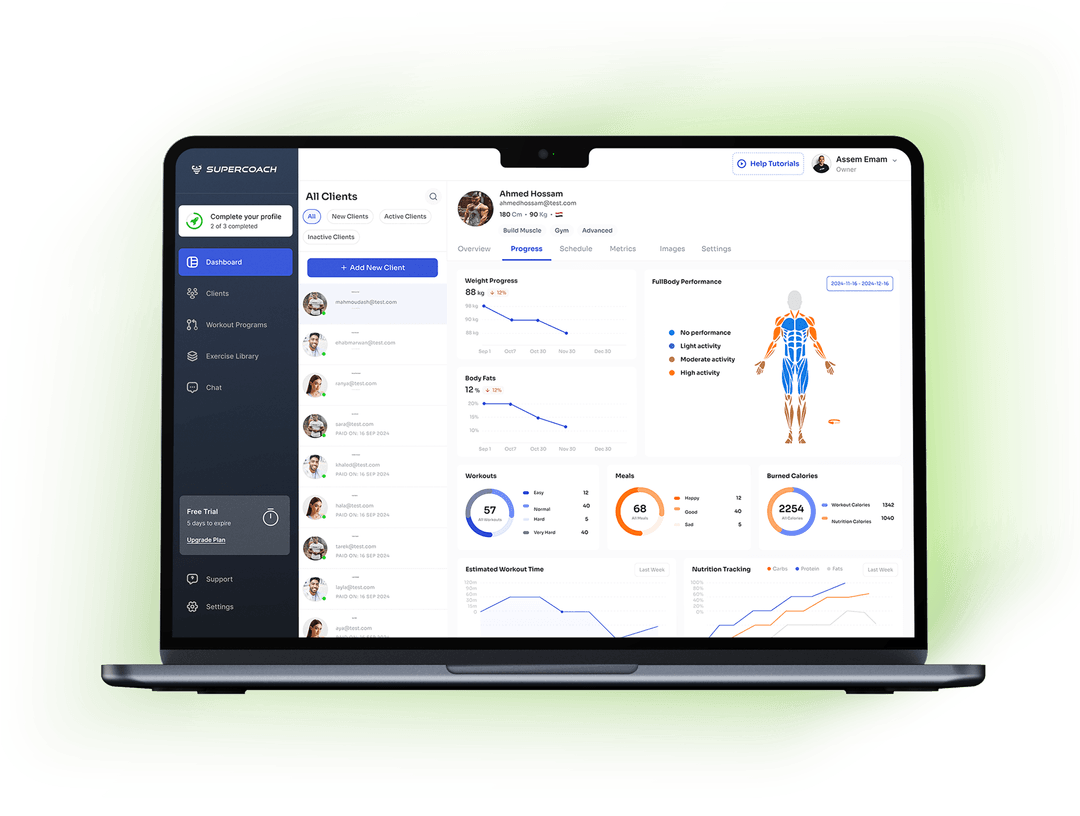 SUPERCOACH
Complete your profile
2 of 3 completed
Dashboard
Clients
Workout Programs
Exercise Library
Chat
Free Trial
5 days to expire
Upgrade Plan
Support
Settings
All Clients
All
New Clients
Active Clients
Inactive Clients
+ Add New Client
mahmoudash@test.com
ehabmarwan@test.com
ranya@test.com
sara@test.com
PAID ON: 16 SEP 2024
khaled@test.com
PAID ON: 16 SEP 2024
hala@test.com
PAID ON: 16 SEP 2024
tarek@test.com
PAID ON: 16 SEP 2024
layla@test.com
PAID ON: 16 SEP 2024
aya@test.com
PAID ON: 16 SEP 2024
Help Tutorials
Assem Emam
Owner
Ahmed Hossam
ahmedhossam@test.com
180 Cm • 90 Kg •
Build Muscle Gym Advanced
Overview Progress Schedule Metrics Images Settings
Weight Progress
88 kg ↓ 12%
98 kg
90 kg
88 kg
Sep 1 Oct7 Oct 20 Nov 30 Dec 30
Body Fats
12 % ↓ 12%
20%
10%
Sep 1 Oct7 Oct 20 Nov 30 Dec 30
FullBody Performance
2024-11-16 - 2024-12-16
No performance
Light activity
Moderate activity
High activity
Workouts
57
All Workouts
Easy 12
Normal 40
Hard 5
Very Hard 40
Meals
68
All Meals
Happy 12
Good 40
Sad 5
Burned Calories
2254
All Calories
Workout Calories 1342
Nutrition Calories 1040
Estimated Workout Time
Last Week
120m
90m
60m
30m
10m
0
Nutrition Tracking
Carbs Protein Fats
Last Week
100%
80%
60%
40%
20%
0%